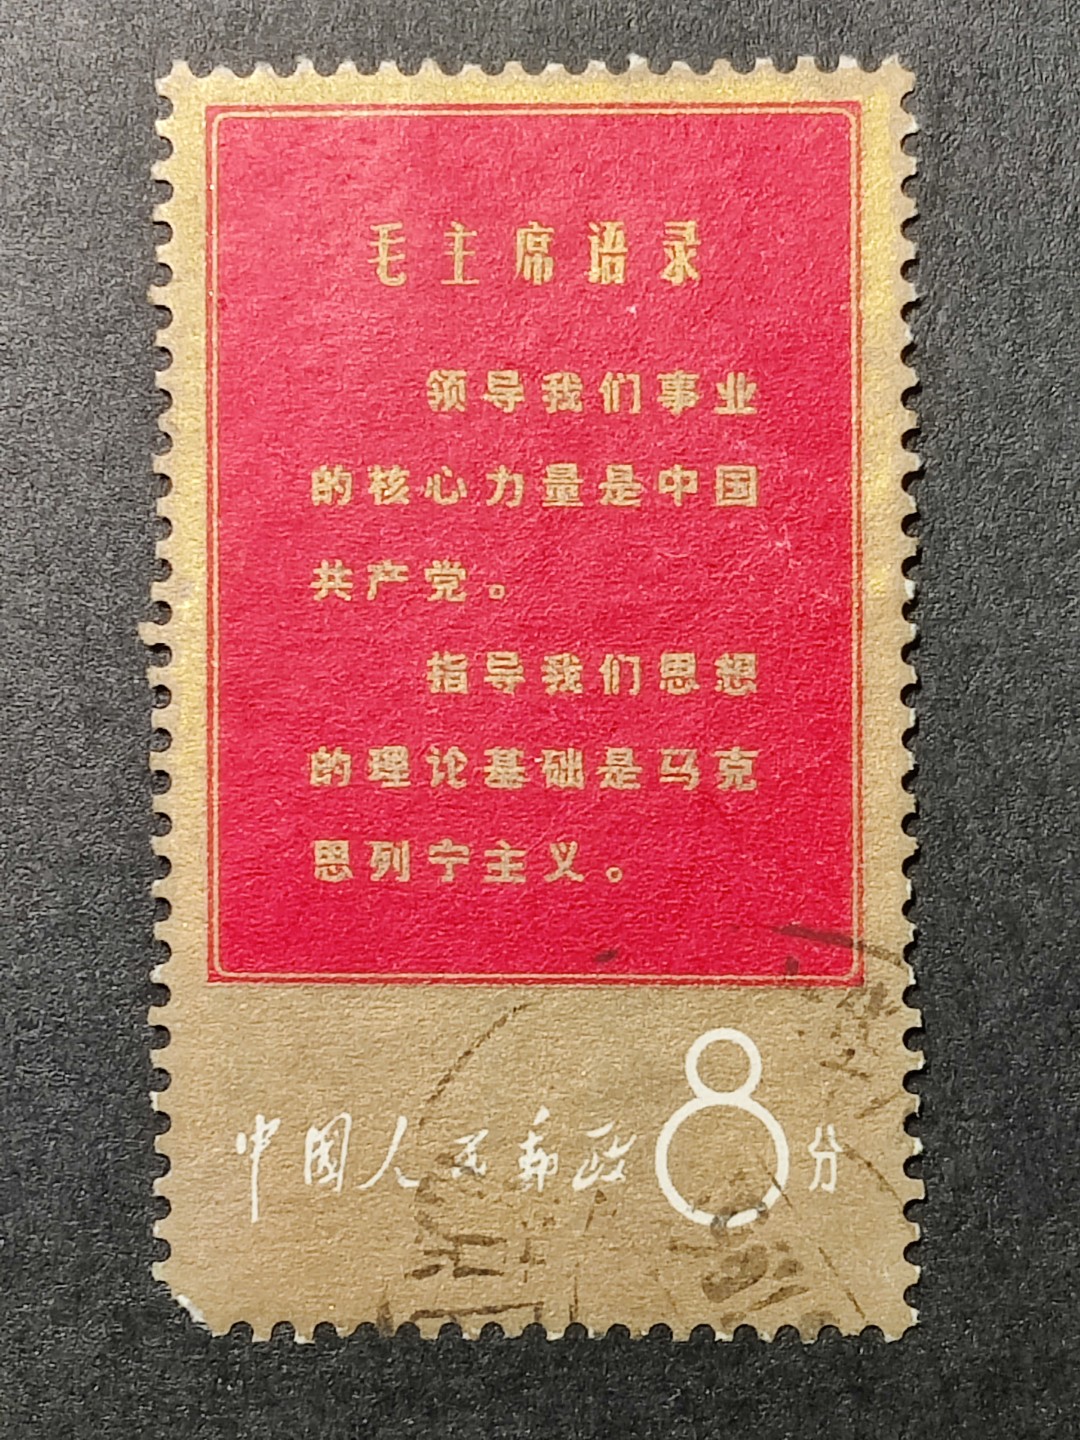 毛主席语录
领导我们事业
的核心力量是中国
共产党。
指导我们思想
的理论基础是马克
思列宁主义。
中国人民邮政8分